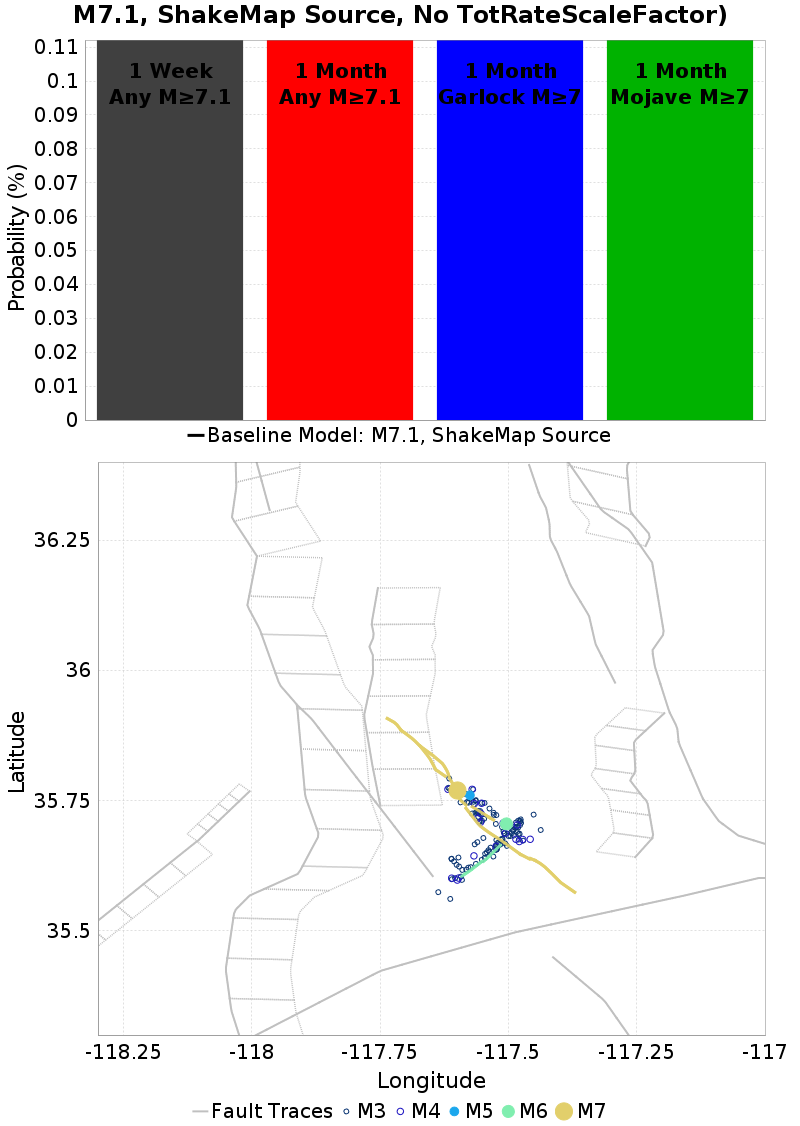 M7.1, ShakeMap Source, No TotRateScaleFactor)
0.11
0.1
0.09
0.08
0.07
0.06
0.05
0.04
0.03
0.02
0.01
0
Probability (%)
1 Week
Any M≥7.1
1 Month
Any M≥7.1
1 Month
Garlock M≥7
1 Month
Mojave M≥7
Baseline Model: M7.1, ShakeMap Source
36.25
36
35.75
35.5
Latitude
-118.25 -118 -117.75 -117.5 -117.25 -117
Longitude
Fault Traces M3 M4 M5 M6 M7